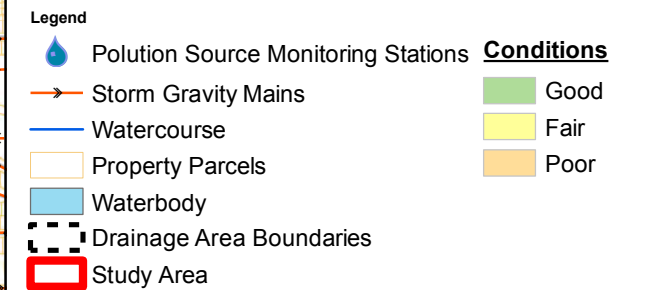 Legend
Polution Source Monitoring Stations
Storm Gravity Mains
Watercourse
Property Parcels
Waterbody
Drainage Area Boundaries
Study Area
Conditions
Good
Fair
Poor